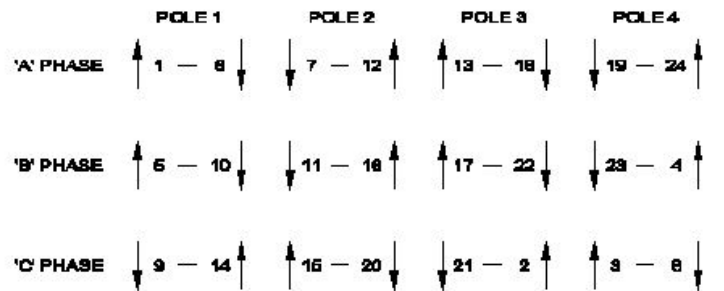 POLE 1 POLE 2 POLE 3 POLE 4
'A' PHASE 1 — 6 7 — 12 13 — 18 19 — 24
'B' PHASE 5 — 10 11 — 16 17 — 22 23 — 4
'C' PHASE 9 — 14 15 — 20 21 — 2 3 — 8